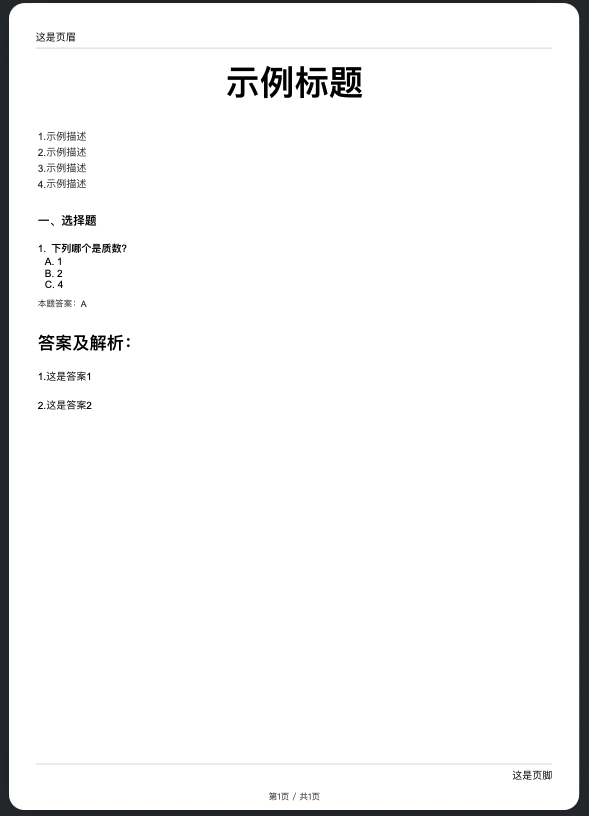 这是页眉
示例标题
1.示例描述
2.示例描述
3.示例描述
4.示例描述
一、选择题
1. 下列哪个是质数?
A. 1
B. 2
C. 4
本题答案：A
答案及解析：
1.这是答案1
2.这是答案2
这是页脚
第1页 / 共1页